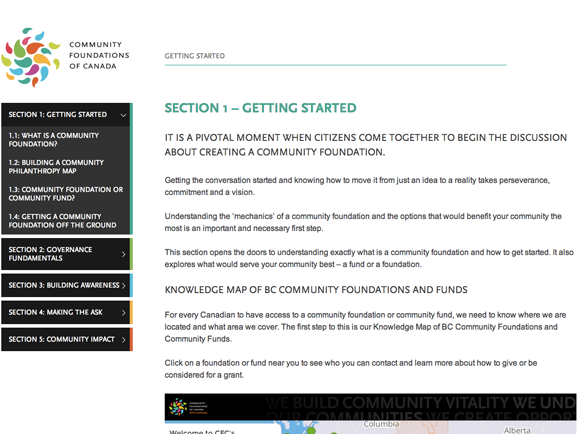 COMMUNITY
FOUNDATIONS
OF CANADA
GETTING STARTED
SECTION 1: GETTING STARTED
1.1: WHAT IS A COMMUNITY
FOUNDATION?
1.2: BUILDING A COMMUNITY
PHILANTHROPY MAP
1.3: COMMUNITY FOUNDATION OR
COMMUNITY FUND?
1.4: GETTING A COMMUNITY
FOUNDATION OFF THE GROUND
SECTION 2: GOVERNANCE
FUNDAMENTALS
SECTION 3: BUILDING AWARENESS
SECTION 4: MAKING THE ASK
SECTION 5: COMMUNITY IMPACT
SECTION 1 – GETTING STARTED
IT IS A PIVOTAL MOMENT WHEN CITIZENS COME TOGETHER TO BEGIN THE DISCUSSION
ABOUT CREATING A COMMUNITY FOUNDATION.
Getting the conversation started and knowing how to move it from just an idea to a reality takes perseverance,
commitment and a vision.
Understanding the 'mechanics' of a community foundation and the options that would benefit your community the
most is an important and necessary first step.
This section opens the doors to understanding exactly what is a community foundation and how to get started. It also
explores what would serve your community best – a fund or a foundation.
KNOWLEDGE MAP OF BC COMMUNITY FOUNDATIONS AND FUNDS
For every Canadian to have access to a community foundation or community fund, we need to know where we are
located and what area we cover. The first step to this is our Knowledge Map of BC Community Foundations and
Community Funds.
Click on a foundation or fund near you to see who you can contact and learn more about how to give or be
considered for a grant.
COMMUNITY
FOUNDATIONS
OF CANADA
WE BUILD COMMUNITY VITALITY WE UND
OUR COMMUNITIES WE CREATE OPPORT
Columbia
Alberta
Welcome to CFC's